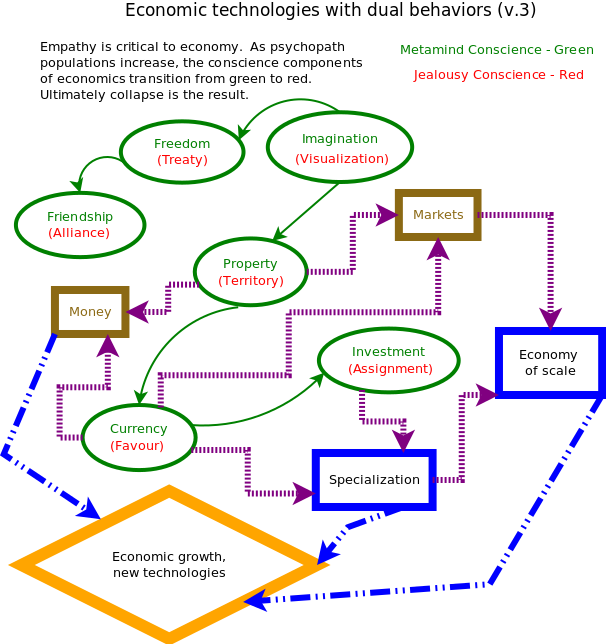 Economic technologies with dual behaviors (v.3)
Empathy is critical to economy.  As psychopath
populations increase, the conscience components
of economics transition from green to red.
Ultimately collapse is the result.
Metamind Conscience - Green
Jealousy Conscience - Red
Freedom
(Treaty)
Imagination
(Visualization)
Friendship
(Alliance)
Markets
Property
(Territory)
Money
Investment
(Assignment)
Economy
of scale
Currency
(Favour)
Specialization
Economic growth,
new technologies